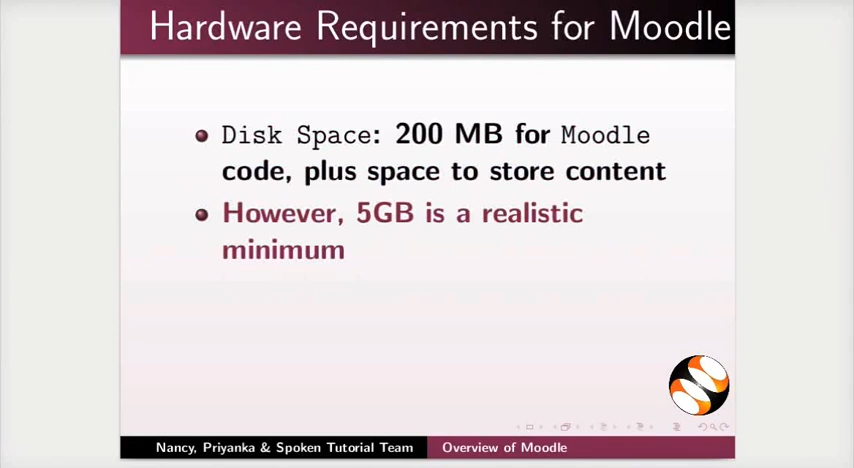 Hardware Requirements for Moodle
Disk Space: 200 MB for Moodle
code, plus space to store content
However, 5GB is a realistic
minimum
Nancy, Priyanka & Spoken Tutorial Team
Overview of Moodle